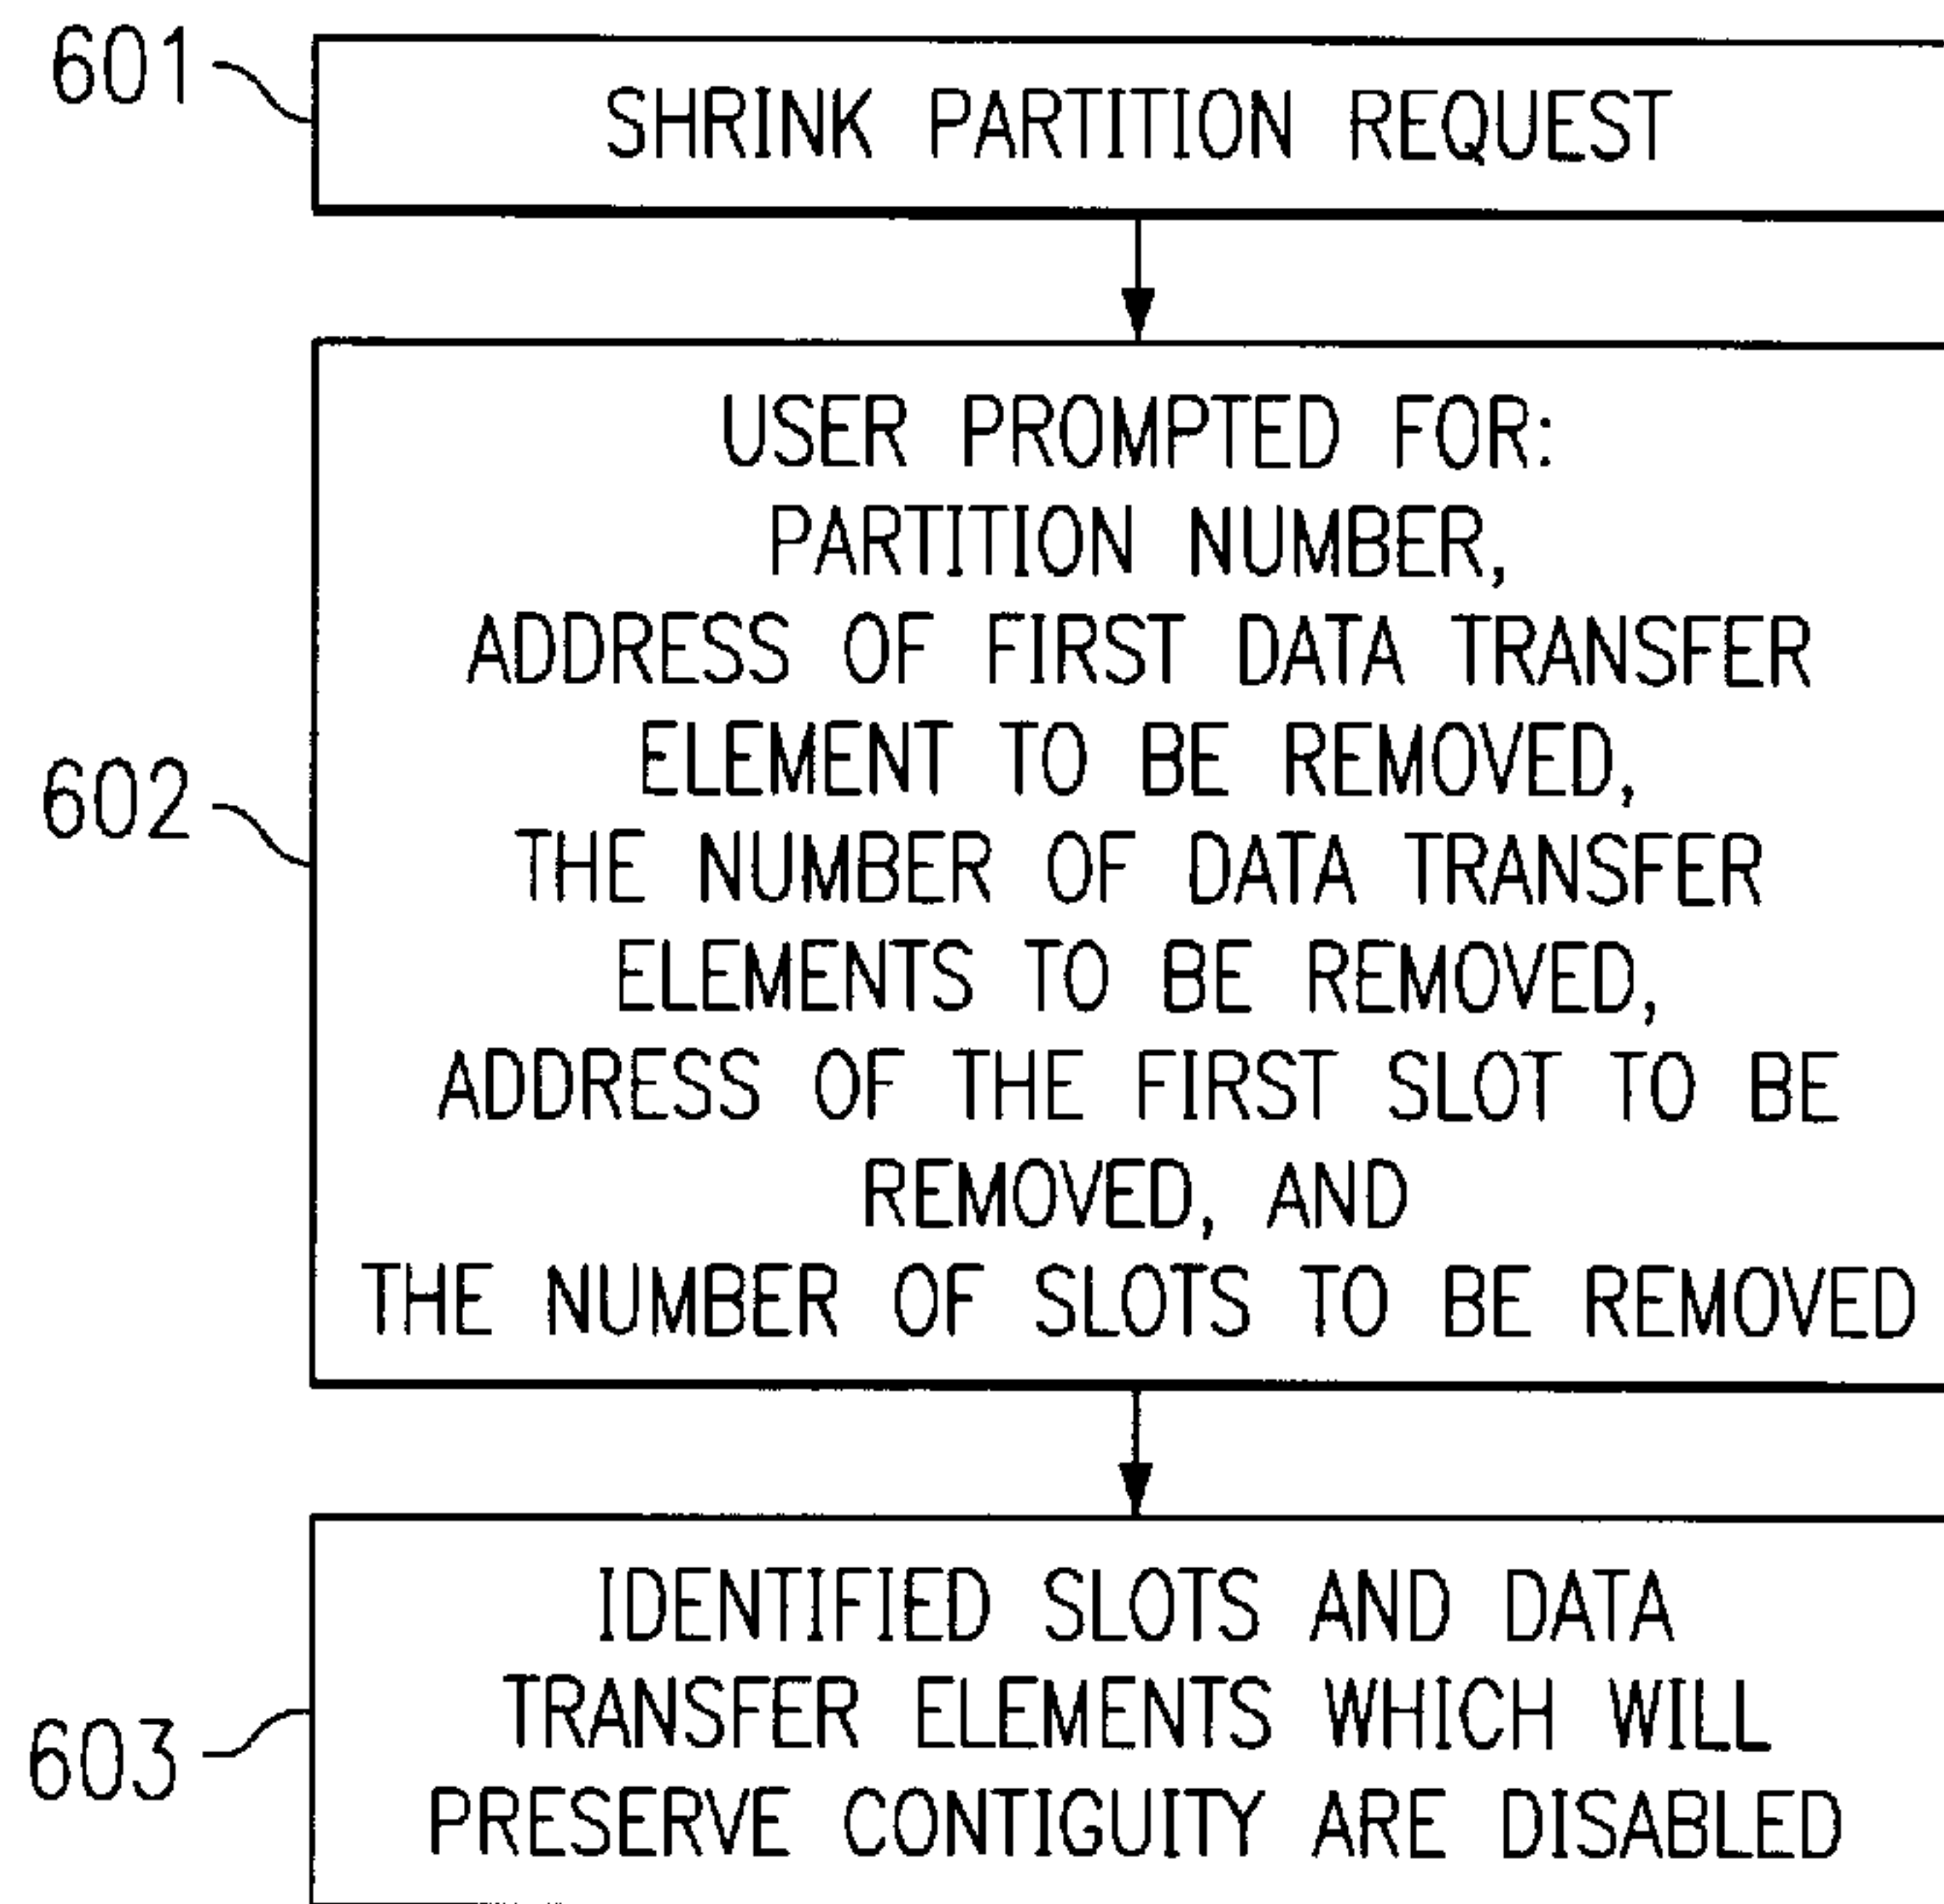 601
SHRINK PARTITION REQUEST
602
USER PROMPTED FOR:
PARTITION NUMBER,
ADDRESS OF FIRST DATA TRANSFER
ELEMENT TO BE REMOVED,
THE NUMBER OF DATA TRANSFER
ELEMENTS TO BE REMOVED,
ADDRESS OF THE FIRST SLOT TO BE
REMOVED, AND
THE NUMBER OF SLOTS TO BE REMOVED
603
IDENTIFIED SLOTS AND DATA
TRANSFER ELEMENTS WHICH WILL
PRESERVE CONTIGUITY ARE DISABLED